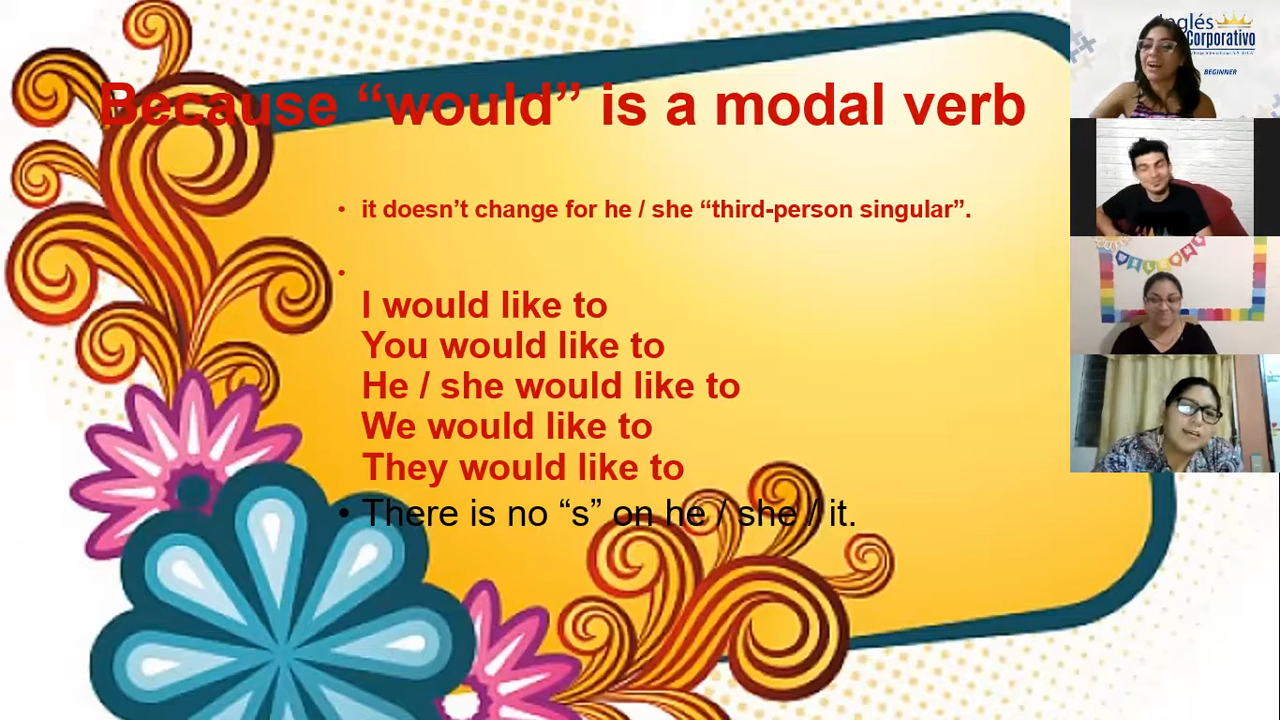 Because “would” is a modal verb
• it doesn’t change for he / she “third-person singular”.
•
I would like to
You would like to
He / she would like to
We would like to
They would like to
• There is no “s” on he / she / it.
Inglés
Corporativo
BEGINNER